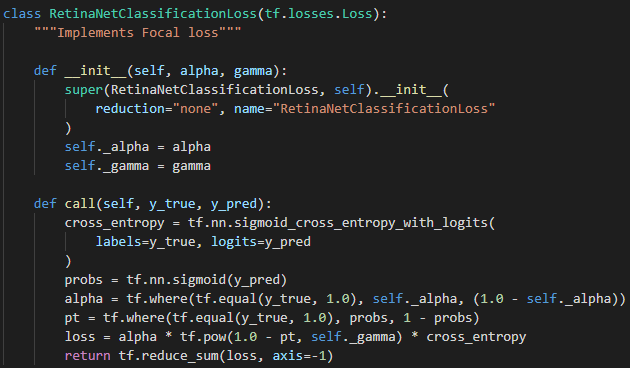 class RetinaNetClassificationLoss(tf.losses.Loss):
    """Implements Focal loss"""
    def __init__(self, alpha, gamma):
        super(RetinaNetClassificationLoss, self).__init__(
            reduction="none", name="RetinaNetClassificationLoss"
        )
        self._alpha = alpha
        self._gamma = gamma
    def call(self, y_true, y_pred):
        cross_entropy = tf.nn.sigmoid_cross_entropy_with_logits(
            labels=y_true, logits=y_pred
        )
        probs = tf.nn.sigmoid(y_pred)
        alpha = tf.where(tf.equal(y_true, 1.0), self._alpha, (1.0 - self._alpha))
        pt = tf.where(tf.equal(y_true, 1.0), probs, 1 - probs)
        loss = alpha * tf.pow(1.0 - pt, self._gamma) * cross_entropy
        return tf.reduce_sum(loss, axis=-1)